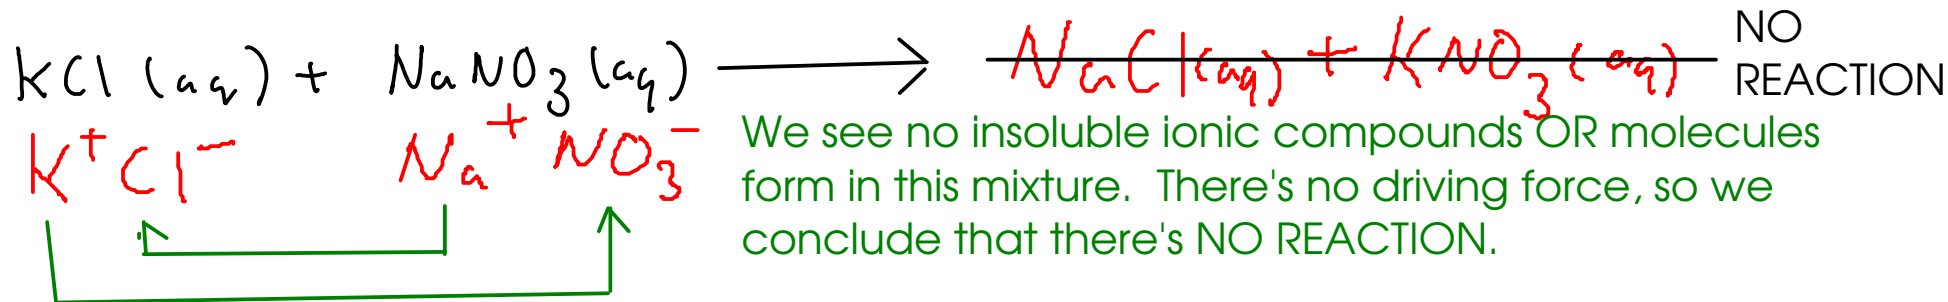 KCl (aq) + NaNO₃ (aq) ⟶ NaCl(aq) + KNO₃(aq) NO REACTION
K⁺ Cl⁻ Na⁺ NO₃⁻
We see no insoluble ionic compounds OR molecules
form in this mixture. There's no driving force, so we
conclude that there's NO REACTION.